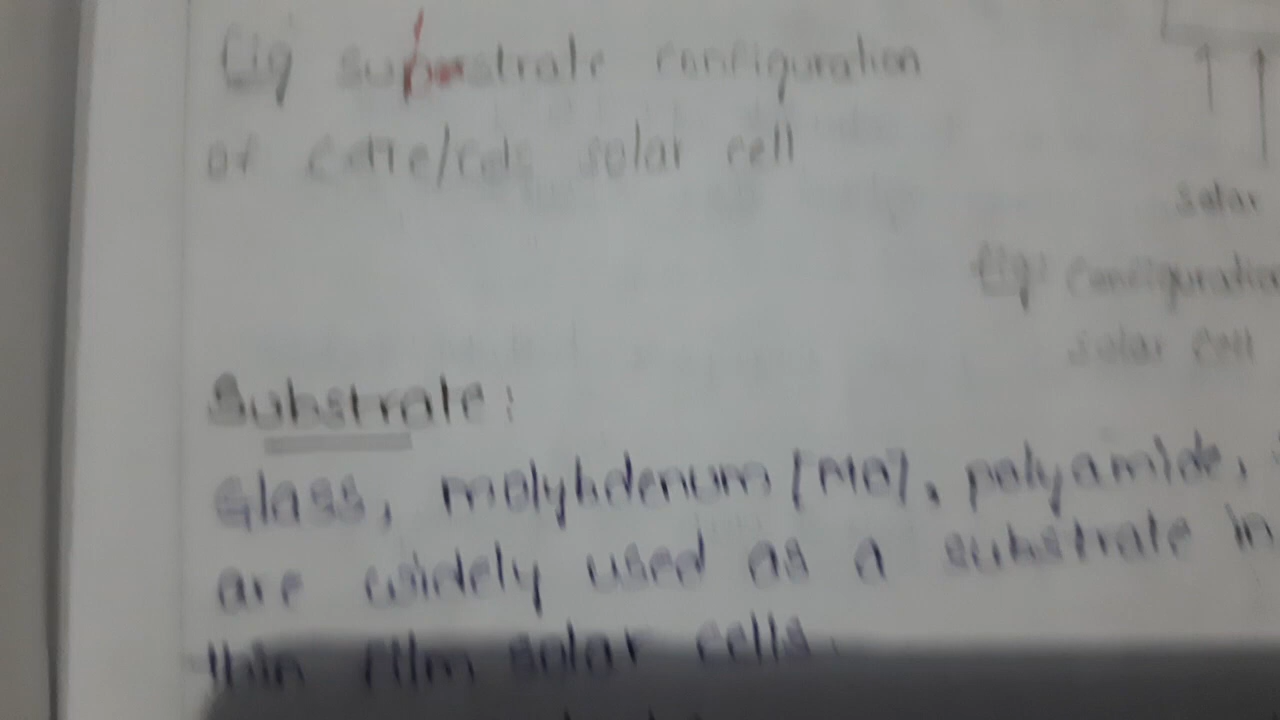 fig substrate configuration
of CdTe/Cds solar cell
solar
fig: configuration
solar cell
Substrate:
Glass, molybdenum [Mo], polyamide,
are widely used as a substrate in
thin film solar cells.